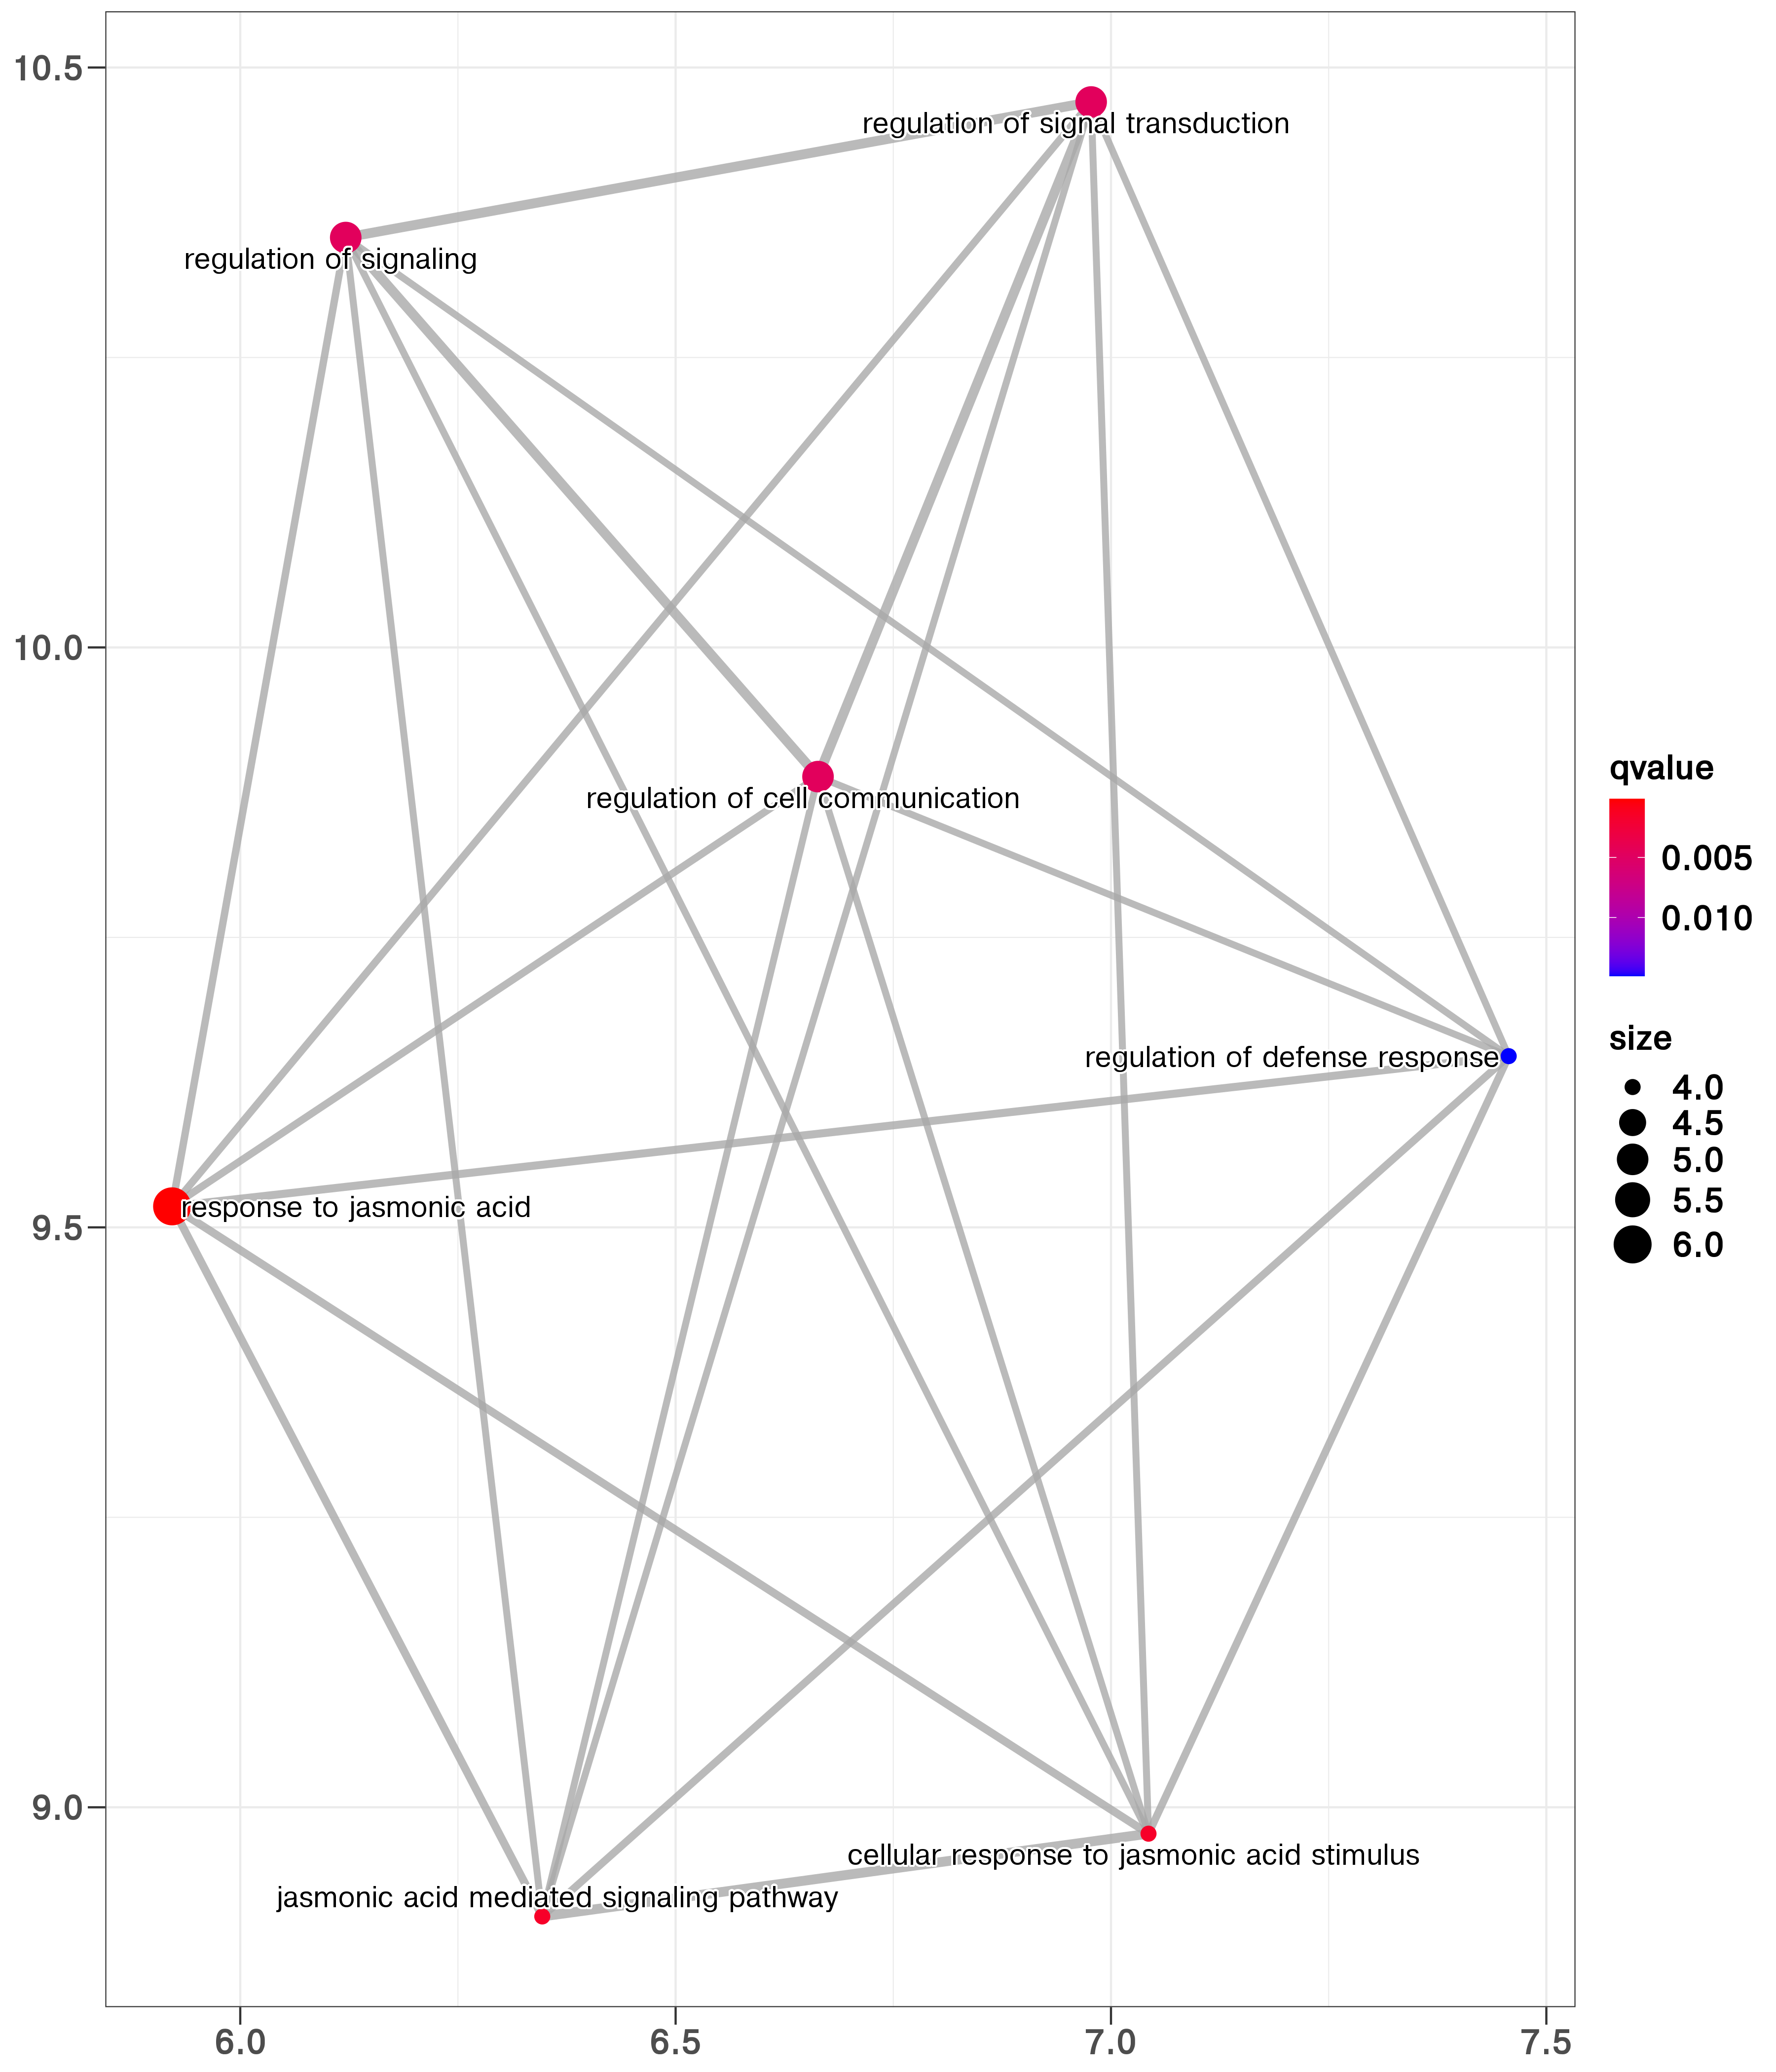 10.5
regulation of signal transduction
regulation of signaling
10.0
regulation of cell communication
qvalue
0.005
0.010
regulation of defense response
size
4.0
4.5
5.0
5.5
6.0
response to jasmonic acid
9.5
9.0
cellular response to jasmonic acid stimulus
jasmonic acid mediated signaling pathway
6.0
6.5
7.0
7.5